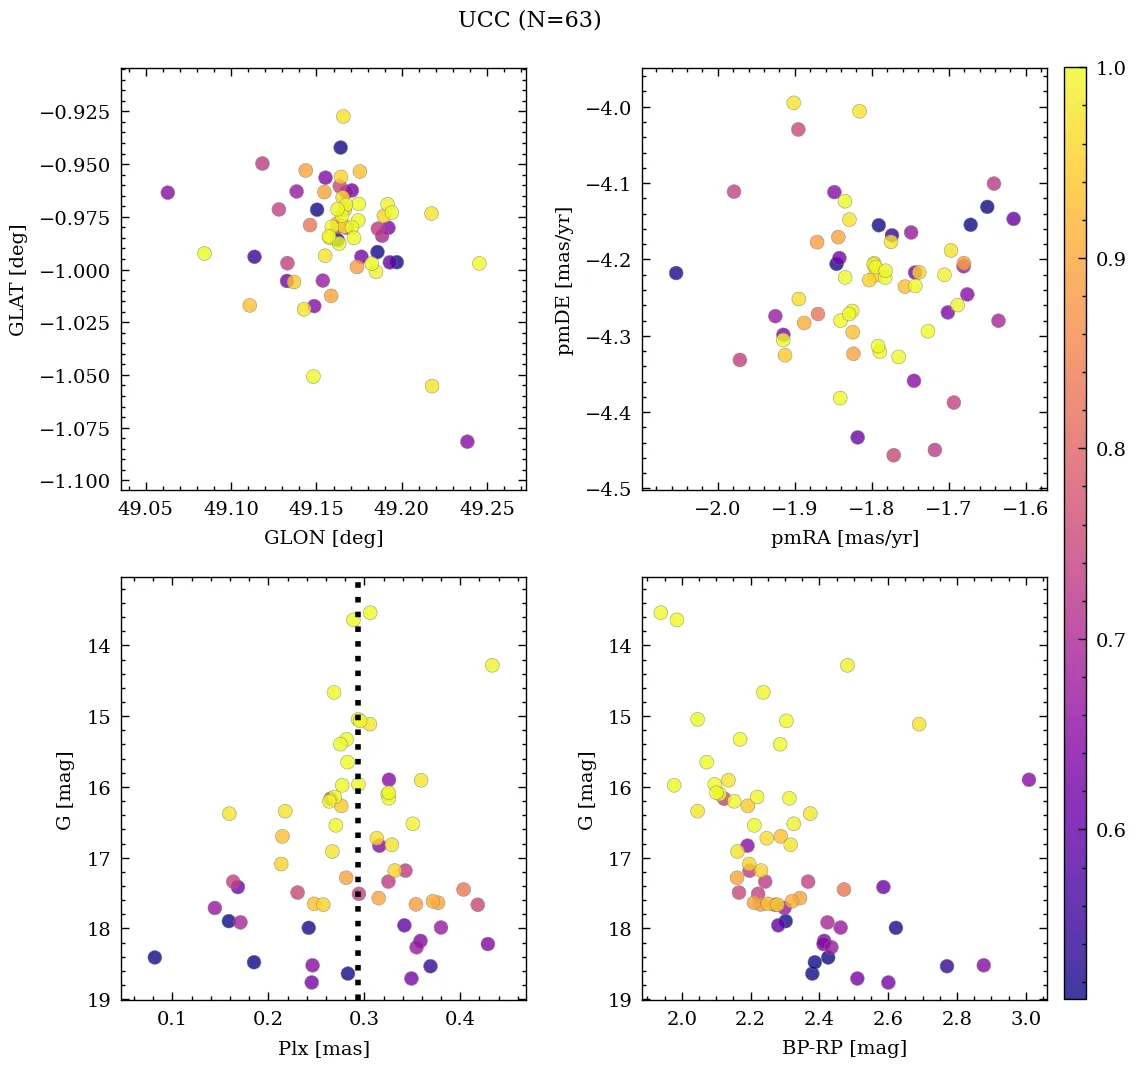 UCC (N=63)
−0.925
−0.950
−0.975
−1.000
−1.025
−1.050
−1.075
−1.100
GLAT [deg]
49.05 49.10 49.15 49.20 49.25
GLON [deg]
−4.0
−4.1
−4.2
−4.3
−4.4
−4.5
pmDE [mas/yr]
−2.0 −1.9 −1.8 −1.7 −1.6
pmRA [mas/yr]
14
15
16
17
18
19
G [mag]
0.1 0.2 0.3 0.4
Plx [mas]
14
15
16
17
18
19
G [mag]
2.0 2.2 2.4 2.6 2.8 3.0
BP-RP [mag]
1.0
0.9
0.8
0.7
0.6